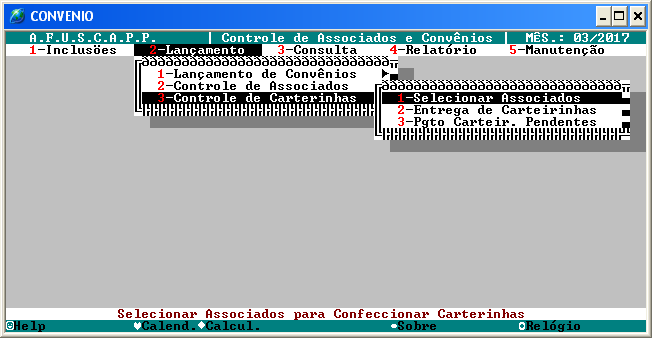 CONVENIO
A.F.U.S.C.A.P.P. | Controle de Associados e Convênios | MÊS.: 03/2017
1-Inclusões 2-Lançamento 3-Consulta 4-Relatório 5-Manutenção
1-Lançamento de Convênios
2-Controle de Associados
3-Controle de Carterinhas
1-Selecionar Associados
2-Entrega de Carteirinhas
3-Pgto Carteir. Pendentes
Selecionar Associados para Confeccionar Carterinhas
Help Calend. Calcul. Sobre Relógio